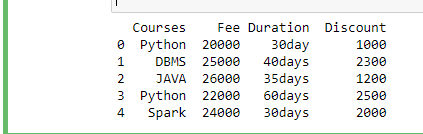 Courses Fee Duration Discount
0 Python 20000 30day 1000
1 DBMS 25000 40days 2300
2 JAVA 26000 35days 1200
3 Python 22000 60days 2500
4 Spark 24000 30days 2000